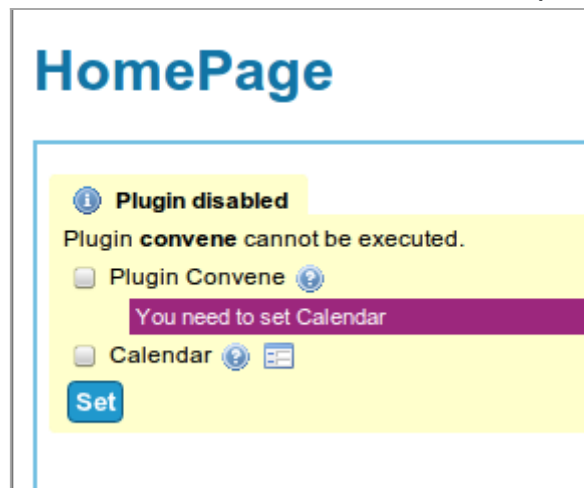 HomePage
Plugin disabled
Plugin convene cannot be executed.
Plugin Convene
You need to set Calendar
Calendar
Set